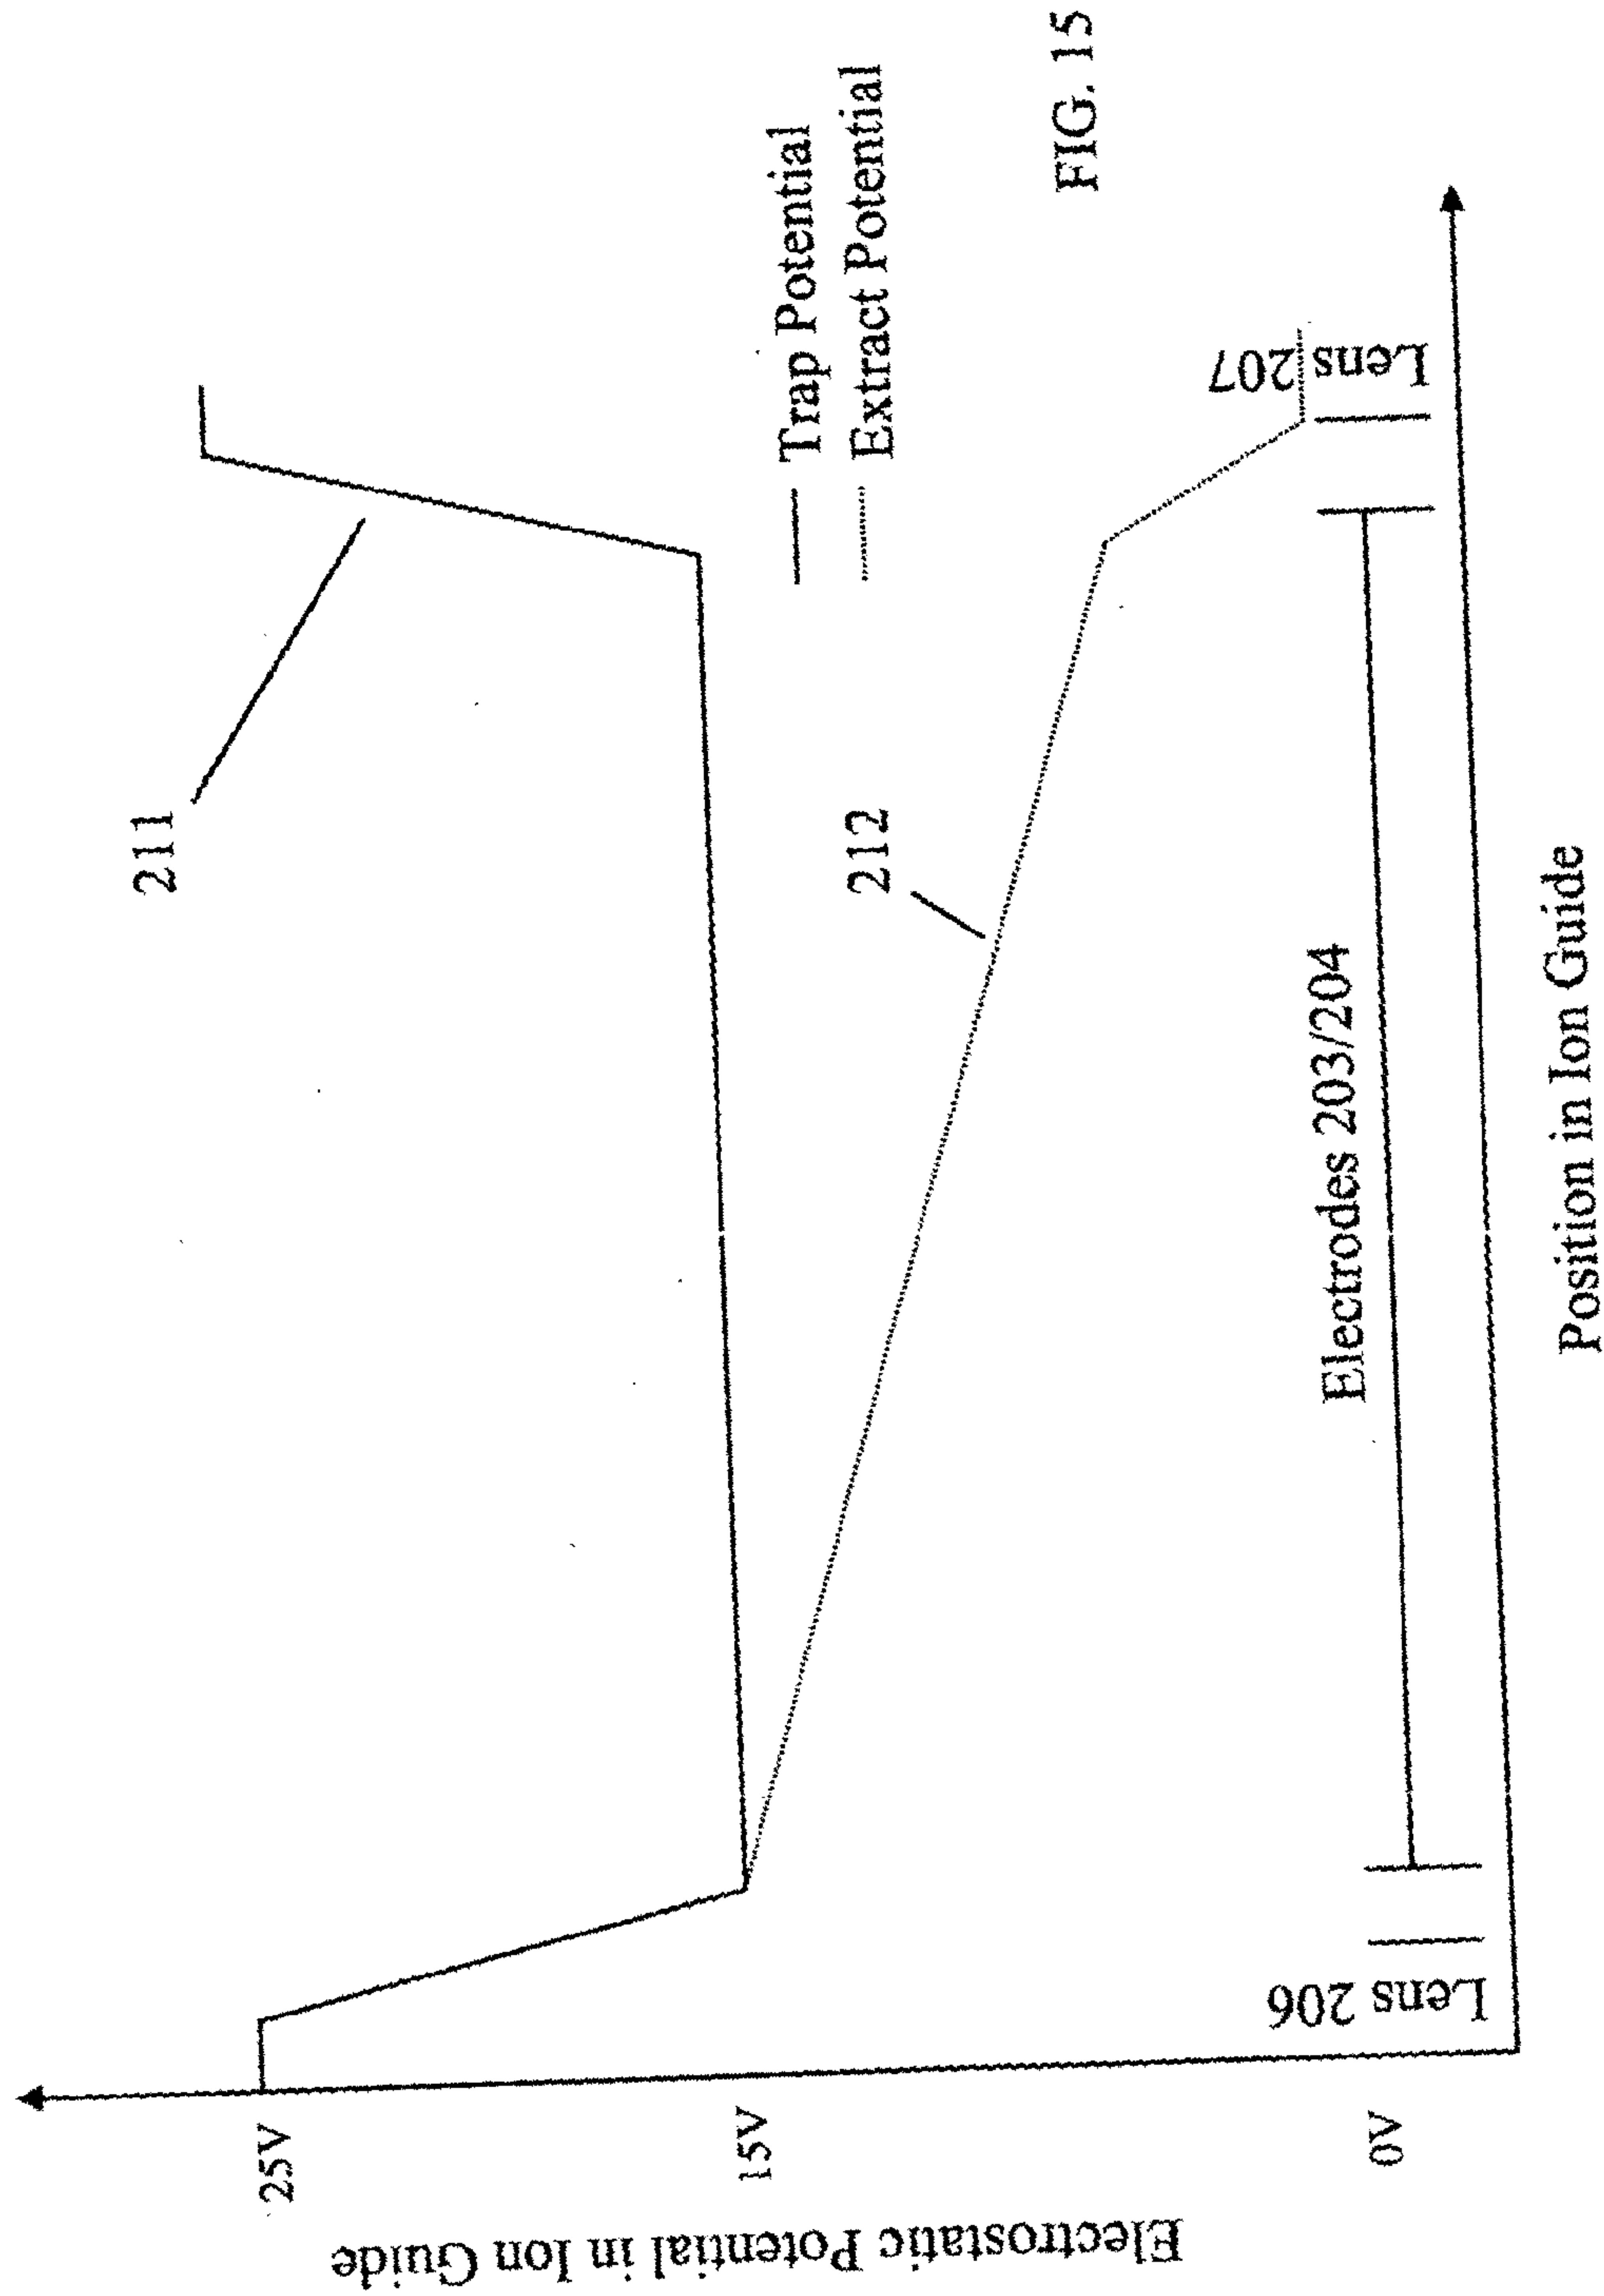 Electrostatic Potential in Ion Guide
25V
15V
0V
211
212
Trap Potential
Extract Potential
Lens 206
Electrodes 203/204
Lens 207
Position in Ion Guide
FIG. 15